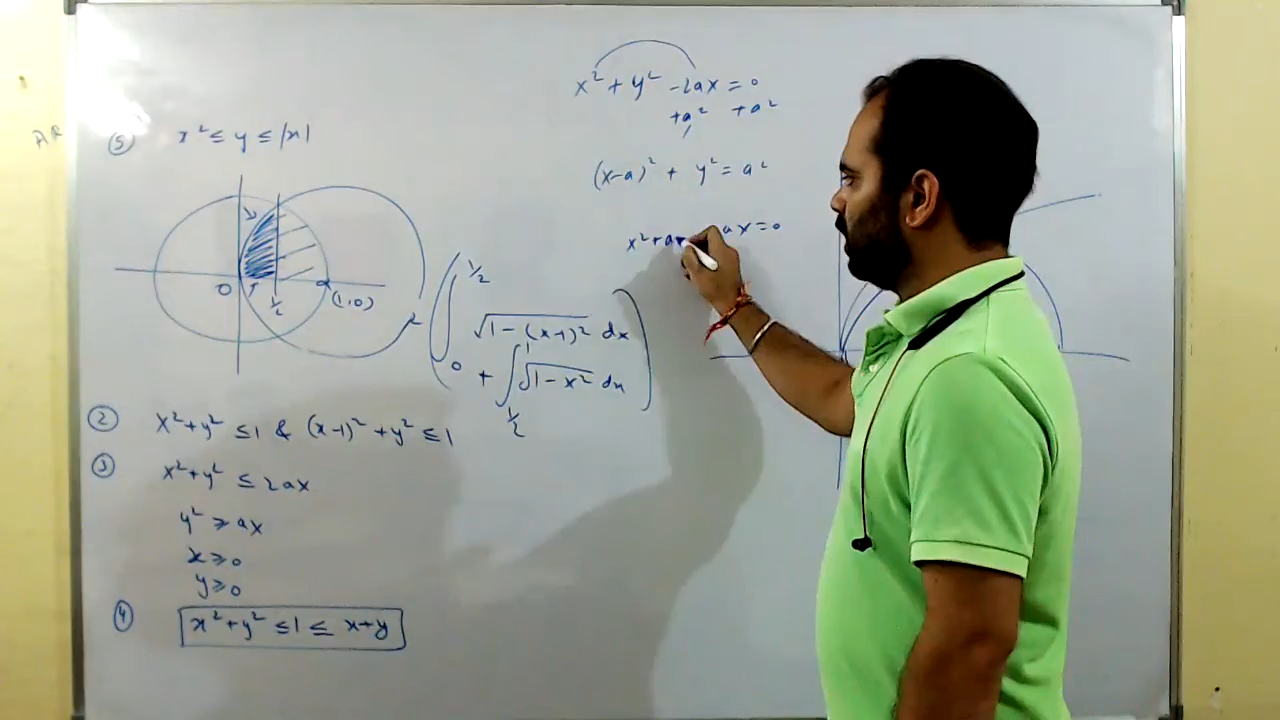 AR
⑤ x² ≤ y ≤ |x|
O
1/2
(1,0)
∫ 1/2 0 √1-(x-1)² dx
+ ∫ 1 1/2 √1-x² dx
② x²+y² ≤ 1 & (x-1)²+y² ≤ 1
③ x²+y² ≤ 2ax
y² ≥ ax
x ≥ 0
y ≥ 0
④ x²+y² ≤ 1 ≤ x+y
x²+y²-2ax=0
+a² +a²
(x-a)²+y²=a²
x²+a ax=0